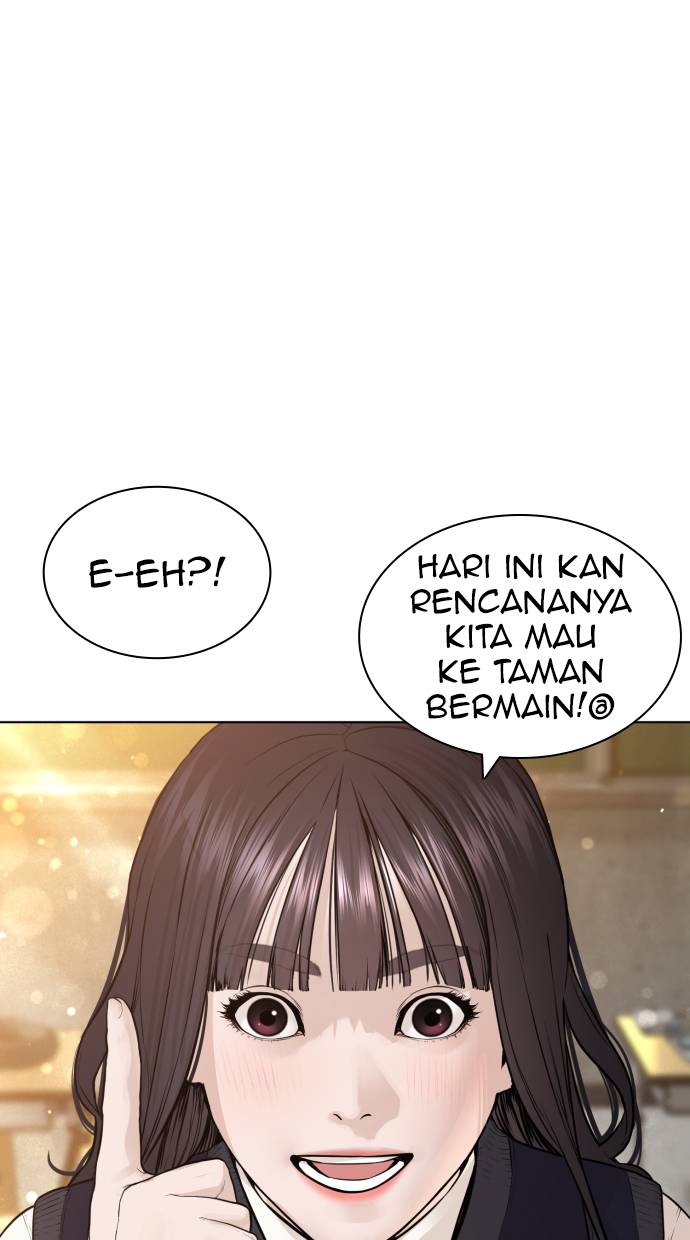 E-EH?!
HARI INI KAN
RENCANANYA
KITA MAU
KE TAMAN
BERMAIN!@